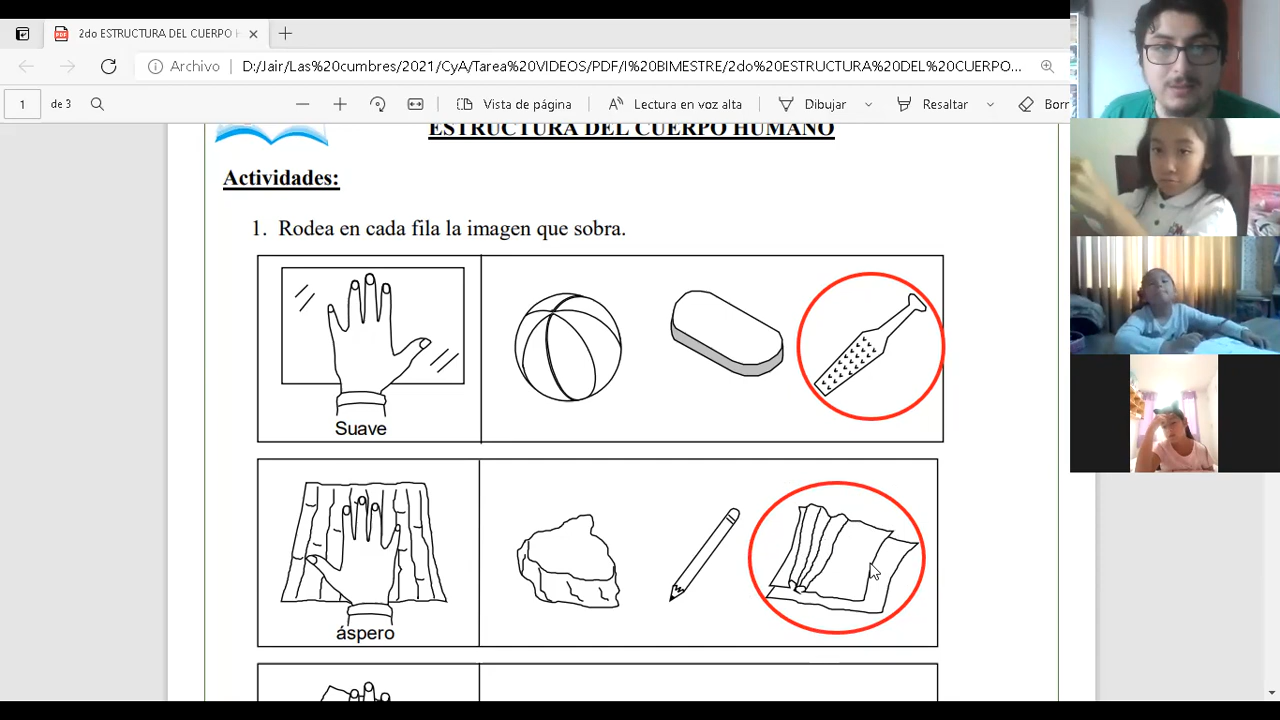 2do ESTRUCTURA DEL CUERPO H
Archivo D:/Jair/Las%20cumbres/2021/CyA/Tarea%20VIDEOS/PDF/I%20BIMESTRE/2do%20ESTRUCTURA%20DEL%20CUERPO...
1 de 3 Vista de página Lectura en voz alta Dibujar Resaltar Borr
ESTRUCTURA DEL CUERPO HUMANO
Actividades:
1. Rodea en cada fila la imagen que sobra.
Suave
áspero